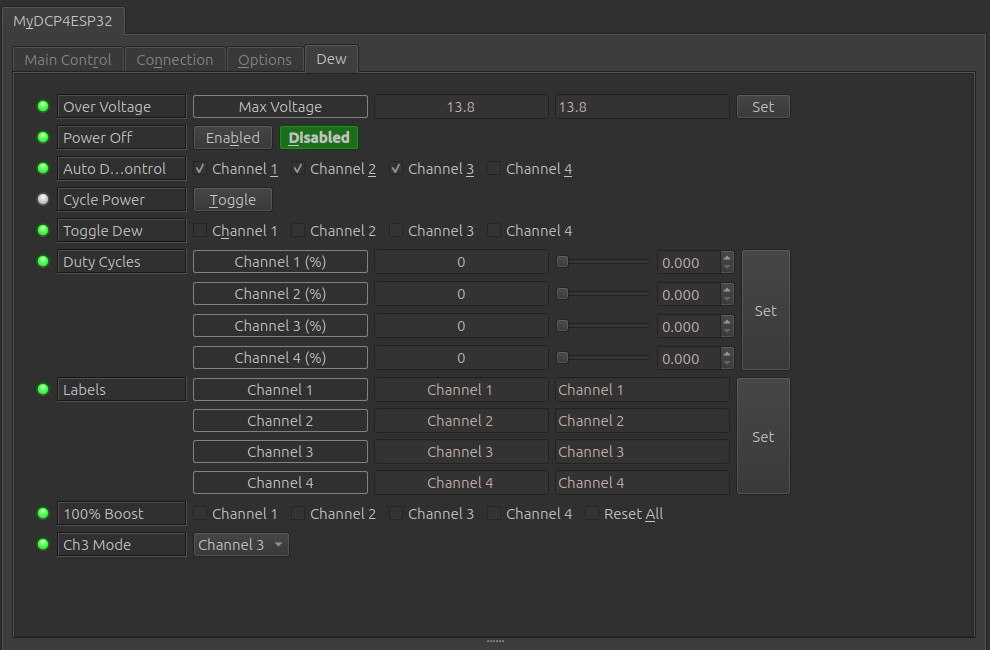 MyDCP4ESP32
Main Control Connection Options Dew
Over Voltage Max Voltage 13.8 13.8 Set
Power Off Enabled Disabled
Auto D...ontrol Channel 1 Channel 2 Channel 3 Channel 4
Cycle Power Toggle
Toggle Dew Channel 1 Channel 2 Channel 3 Channel 4
Duty Cycles Channel 1 (%) 0 0.000
Channel 2 (%) 0 0.000
Set
Channel 3 (%) 0 0.000
Channel 4 (%) 0 0.000
Labels Channel 1 Channel 1 Channel 1
Channel 2 Channel 2 Channel 2
Set
Channel 3 Channel 3 Channel 3
Channel 4 Channel 4 Channel 4
100% Boost Channel 1 Channel 2 Channel 3 Channel 4 Reset All
Ch3 Mode Channel 3